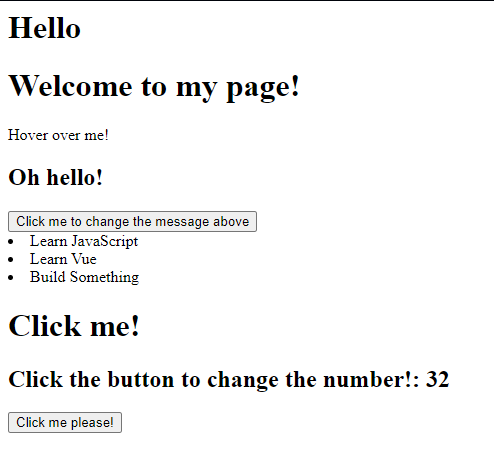 Hello
Welcome to my page!
Hover over me!
Oh hello!
Click me to change the message above
Learn JavaScript
Learn Vue
Build Something
Click me!
Click the button to change the number!: 32
Click me please!